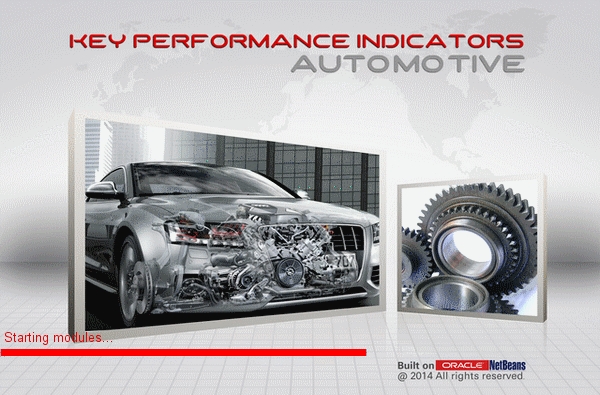 KEY PERFORMANCE INDICATORS
AUTOMOTIVE
Starting modules...
Built on ORACLE NetBeans
@ 2014 All rights reserved